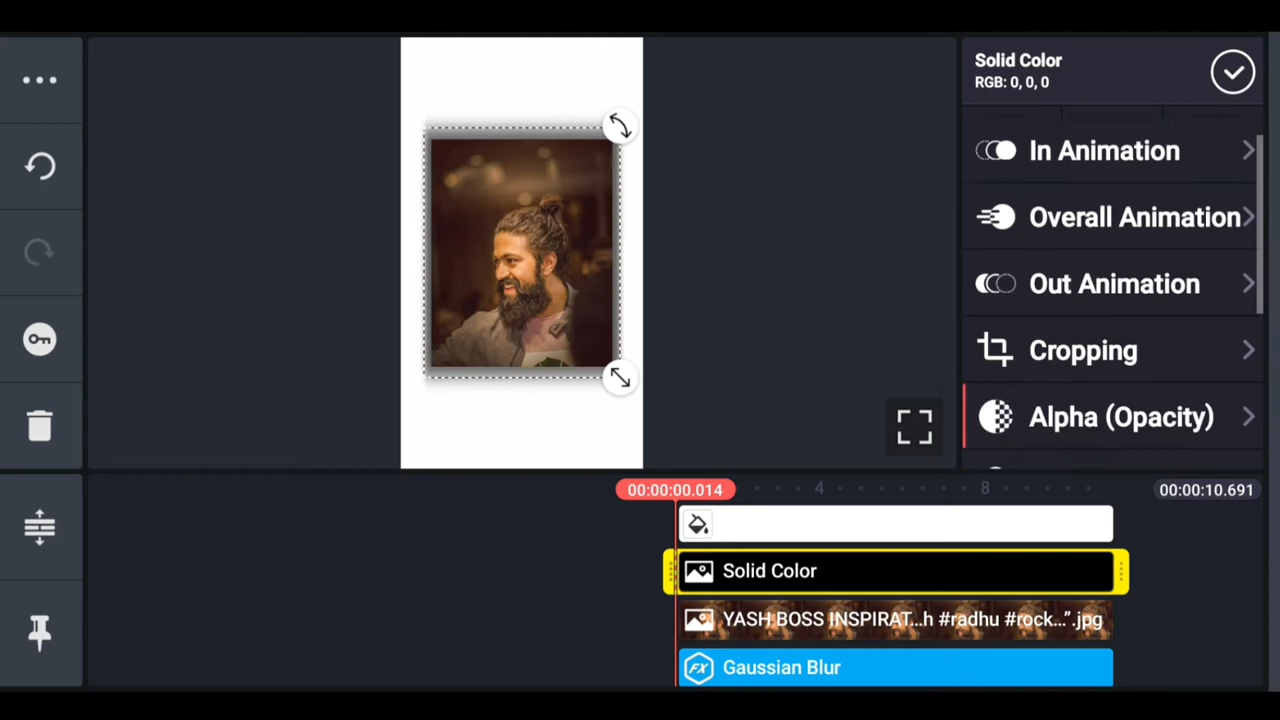 Solid Color
RGB: 0, 0, 0
In Animation
Overall Animation
Out Animation
Cropping
Alpha (Opacity)
00:00:00.014
4
8
00:00:10.691
Solid Color
YASH BOSS INSPIRAT...h #radhu #rock...”.jpg
FX Gaussian Blur